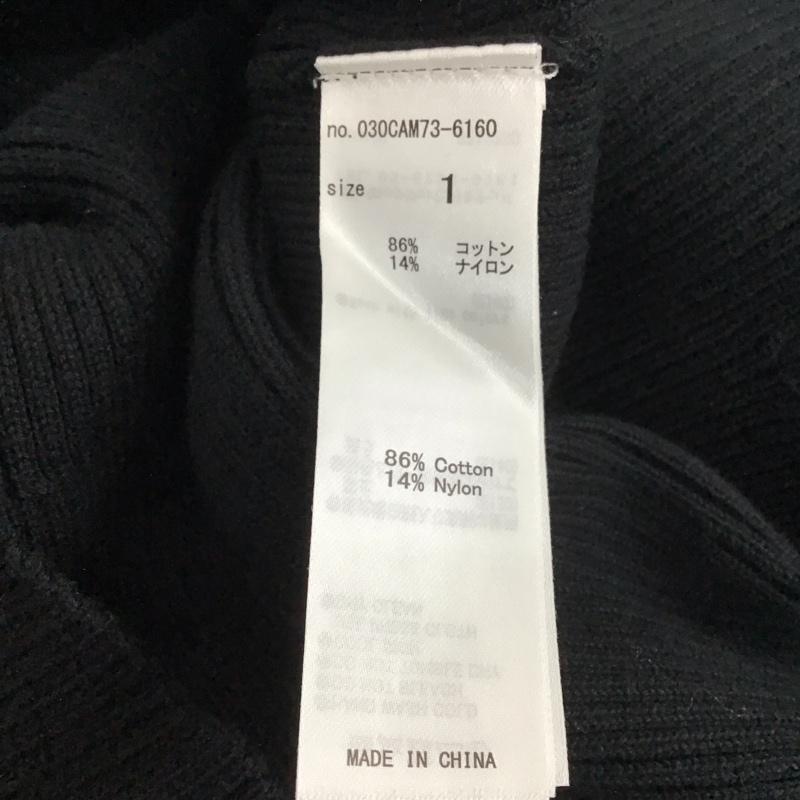 no. 030CAM73-6160
size 1
86% コットン
14% ナイロン
86% Cotton
14% Nylon
MADE IN CHINA